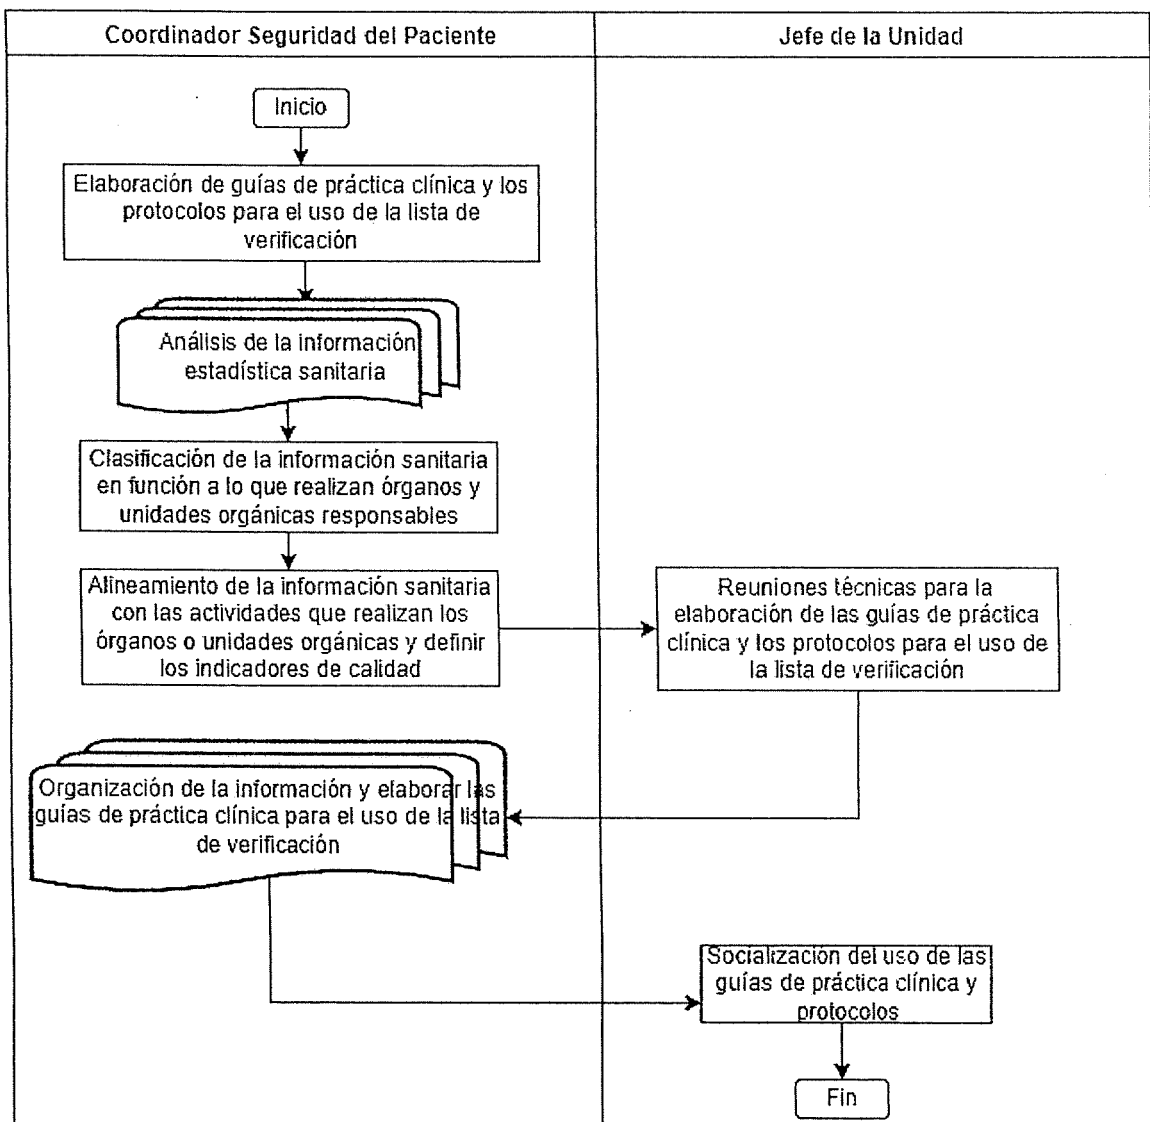 Coordinador Seguridad del Paciente
Jefe de la Unidad
Inicio
Elaboración de guías de práctica clínica y los
protocolos para el uso de la lista de
verificación
Análisis de la información
estadística sanitaria
Clasificación de la información sanitaria
en función a lo que realizan órganos y
unidades orgánicas responsables
Alineamiento de la información sanitaria
con las actividades que realizan los
órganos o unidades orgánicas y definir
los indicadores de calidad
Reuniones técnicas para la
elaboración de las guías de práctica
clínica y los protocolos para el uso de
la lista de verificación
Organización de la información y elaborar las
guías de práctica clínica para el uso de la lista
de verificación
Socialización del uso de las
guías de práctica clínica y
protocolos
Fin